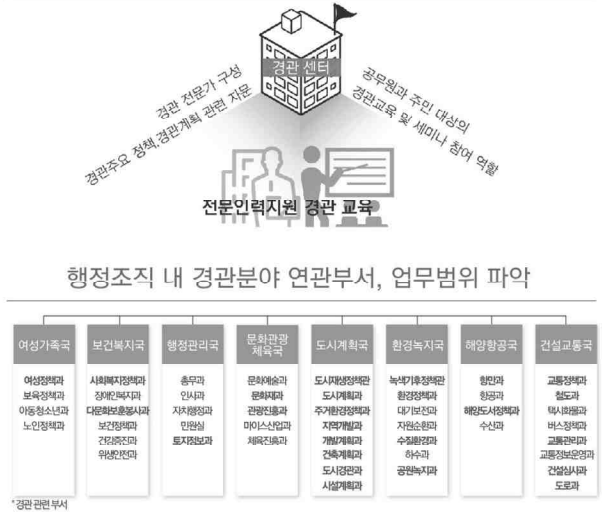 경관 센터
경관 전문가 구성
경관주요 정책,경관계획 관련 자문
공무원과 주민 대상의
경관교육 및 세미나 참여 역할
전문인력지원 경관 교육
행정조직 내 경관분야 연관부서, 업무범위 파악
여성가족국
여성정책과
보육정책과
아동청소년과
노인정책과
보건복지국
사회복지정책과
장애인복지과
다문화보훈봉사과
보건정책과
건강증진과
위생안전과
행정관리국
총무과
인사과
자치행정과
민원실
토지정보과
문화관광
체육국
문화예술과
문화재과
관광진흥과
마이스산업과
체육진흥과
도시계획국
도시재생정책관
도시계획과
주거환경정책과
지역개발과
개발계획과
건축계획과
도시경관과
시설계획과
환경녹지국
녹색기후정책관
환경정책과
대기보전과
자원순환과
수질환경과
하수과
공원녹지과
해양항공국
항만과
항공과
해양도서정책과
수산과
건설교통국
교통정책과
철도과
택시화물과
버스정책과
교통관리과
교통정보운영과
건설심사과
도로과
*경관 관련 부서